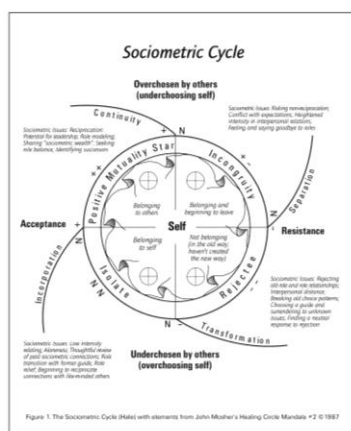 Sociometric Cycle
Overchosen by others
(underchoosing self)
Continuity
Sociometric Issues: Reciprocation
Potential for leadership, Role modeling,
Sharing "sociometric wealth", Seeking
role balance, Identifying successors
Sociometric Issues: Risking nonreciprocation,
Conflict with expectations, Heightened
intensity in interpersonal relations,
Feeling and saying goodbye to roles
+ N
Positive Mutuality Star
Incongruity
+ +
+ -
Separation
Belonging
to others
Belonging and
beginning to leave
Acceptance
+
N
Self
N
-
Resistance
Belonging
to self
Not belonging
(in the old way,
haven't created
the new way)
Incorporation
Isolate
N N
Rejectee
- -
Sociometric Issues: Rejecting
old role and role relationships,
Interpersonal distance,
Breaking old choice patterns,
Choosing a guide and
surrendering to unknown
issues, Finding a neutral
response to rejection
N -
Transformation
Sociometric Issues: Low intensity
relating, Aloneness, Thoughtful review
of past sociometric connections, Role
transition with former guide, Role
relief, Beginning to reciprocate
connections with like-minded others
Underchosen by others
(overchoosing self)
Figure 1. The Sociometric Cycle (Hale) with elements from John Mosher's Healing Circle Mandala #2 © 1987